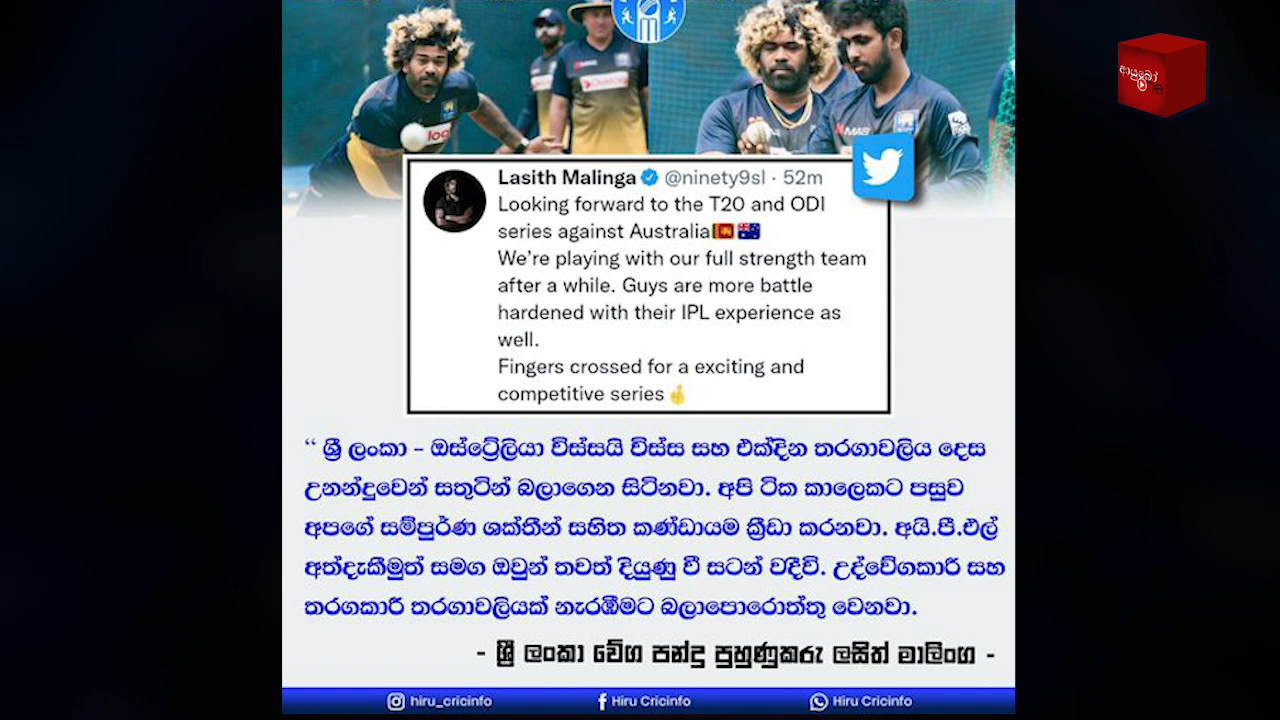 ආයුබෝ
One
Lasith Malinga @ninety9sl · 52m
Looking forward to the T20 and ODI
series against Australia🇱🇰🇦🇺
We're playing with our full strength team
after a while. Guys are more battle
hardened with their IPL experience as
well.
Fingers crossed for a exciting and
competitive series🤞
“ ශ්‍රී ලංකා - ඔස්ට්‍රේලියා විස්සයි විස්ස සහ එක්දින තරගාවලිය දෙස
උනන්දුවෙන් සතුටින් බලාගෙන සිටිනවා. අපි ටික කාලෙකට පසුව
අපගේ සම්පුර්ණ ශක්තීන් සහිත කණ්ඩායම ක්‍රීඩා කරනවා. අයි.පී.එල්
අත්දැකීමුත් සමග ඔවුන් තවත් දියුණු වී සටන් වදීවි. උද්වේගකාරී සහ
තරගකාරී තරගාවලියක් නැරඹීමට බලාපොරොත්තු වෙනවා.
- ශ්‍රී ලංකා වේග පන්දු පුහුණුකරු ලසිත් මාලිංග -
hiru_cricinfo Hiru Cricinfo Hiru Cricinfo